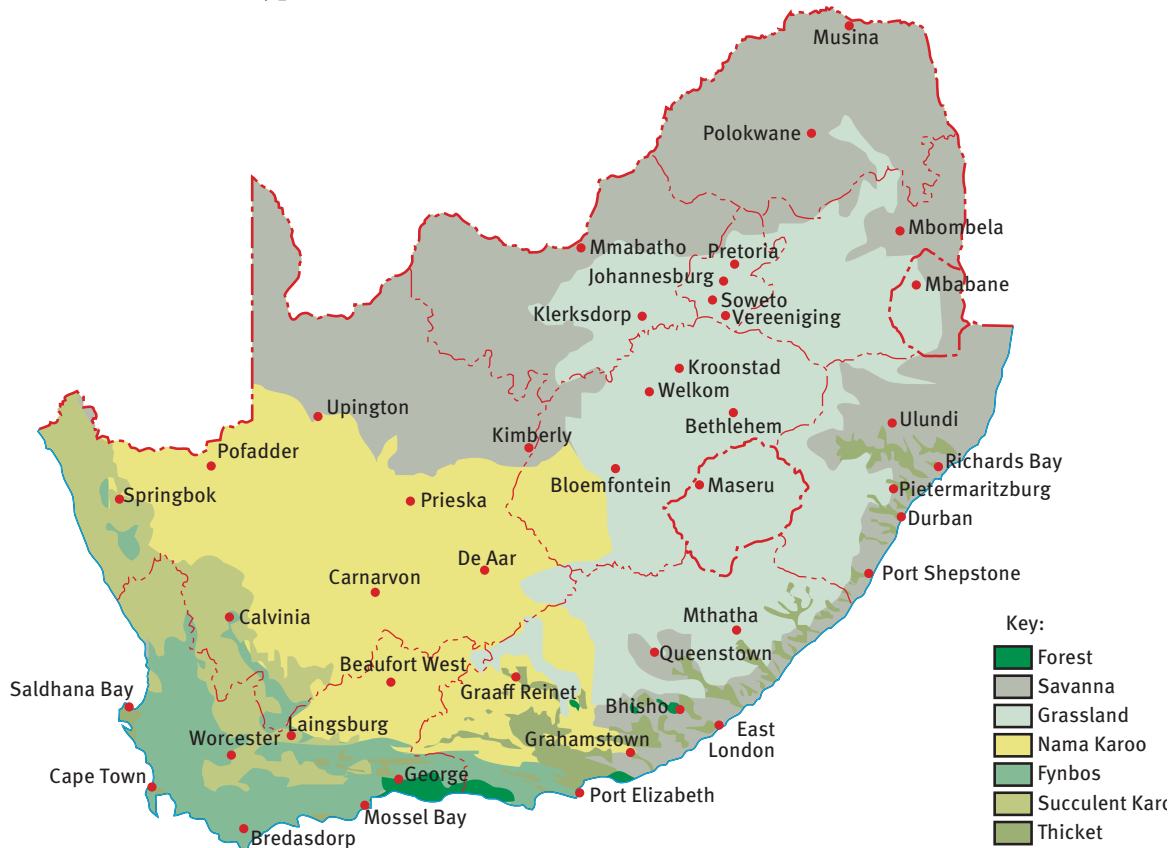 Musina
Polokwane
Mbombela
Mmabatho
Pretoria
Johannesburg
Mbabane
Soweto
Klerksdorp
Vereeniging
Kroonstad
Welkom
Upington
Bethlehem
Ulundi
Kimberly
Pofadder
Richards Bay
Bloemfontein
Maseru
Springbok
Prieska
Pietermaritzburg
Durban
De Aar
Port Shepstone
Carnarvon
Calvinia
Mthatha
Queenstown
Beaufort West
Graaff Reinet
Saldhana Bay
Bhisho
Laingsburg
East
London
Worcester
Grahamstown
Cape Town
George
Port Elizabeth
Mossel Bay
Bredasdorp
Key:
Forest
Savanna
Grassland
Nama Karoo
Fynbos
Succulent Karo
Thicket